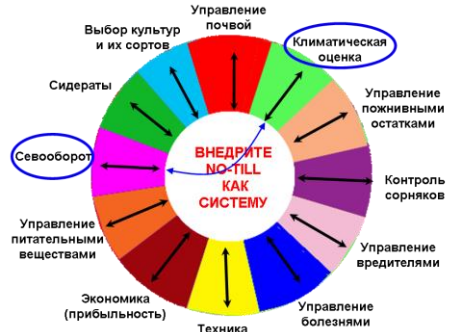 Управление
почвой
Климатическая
оценка
Управление
пожнивными
остатками
Контроль
сорняков
Управление
вредителями
Управление
болезнями
Техника
Экономика
(прибыльность)
Управление
питательными
веществами
Севооборот
Сидераты
Выбор культур
и их сортов
ВНЕДРИТЕ
NO-TILL
КАК
СИСТЕМУ